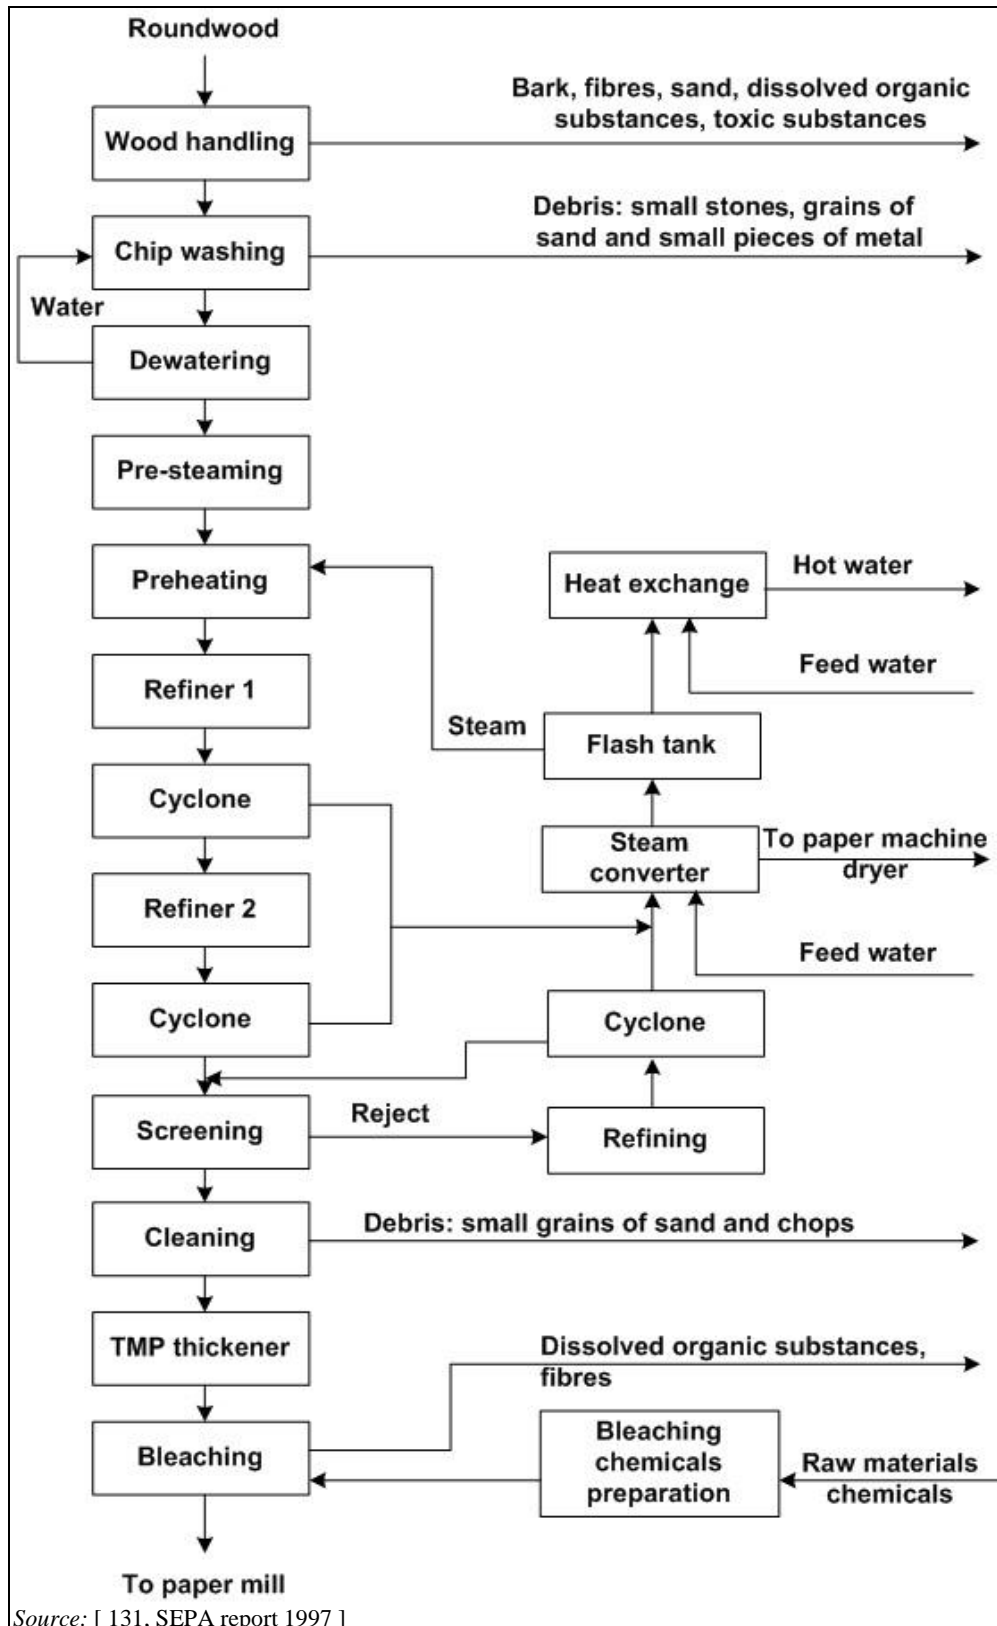 Roundwood
Bark, fibres, sand, dissolved organic
substances, toxic substances
Wood handling
Debris: small stones, grains of
sand and small pieces of metal
Chip washing
Water
Dewatering
Pre-steaming
Preheating
Heat exchange
Hot water
Feed water
Refiner 1
Steam
Flash tank
Cyclone
Steam
converter
To paper machine
dryer
Refiner 2
Feed water
Cyclone
Cyclone
Screening
Reject
Refining
Cleaning
Debris: small grains of sand and chops
TMP thickener
Dissolved organic substances,
fibres
Bleaching
Bleaching
chemicals
preparation
Raw materials
chemicals
To paper mill
Source: [ 131, SEPA report 1997 ]